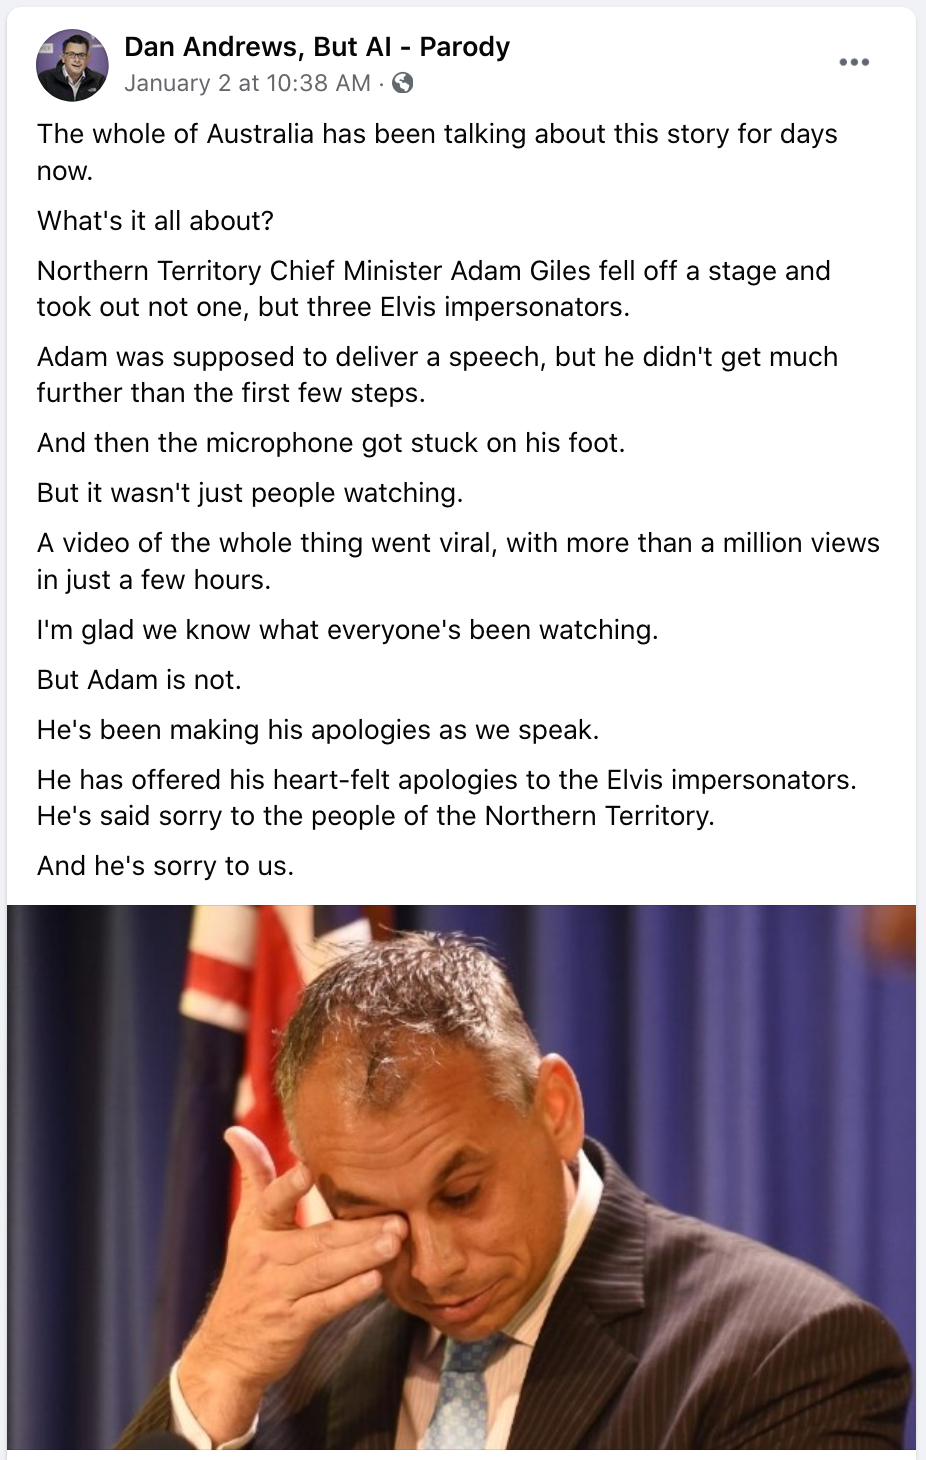 Dan Andrews, But AI - Parody
January 2 at 10:38 AM ·
The whole of Australia has been talking about this story for days
now.
What's it all about?
Northern Territory Chief Minister Adam Giles fell off a stage and
took out not one, but three Elvis impersonators.
Adam was supposed to deliver a speech, but he didn't get much
further than the first few steps.
And then the microphone got stuck on his foot.
But it wasn't just people watching.
A video of the whole thing went viral, with more than a million views
in just a few hours.
I'm glad we know what everyone's been watching.
But Adam is not.
He's been making his apologies as we speak.
He has offered his heart-felt apologies to the Elvis impersonators.
He's said sorry to the people of the Northern Territory.
And he's sorry to us.